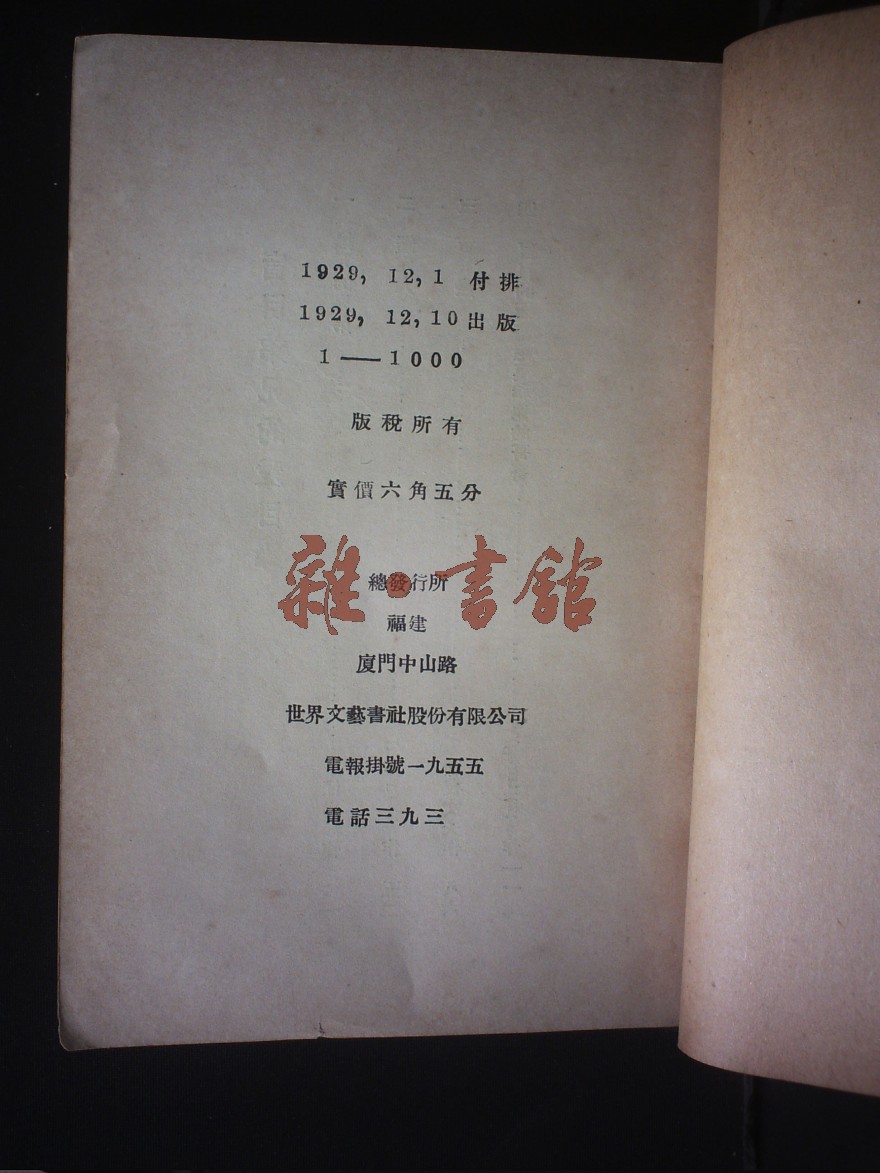 1929, 12, 1 付排
1929, 12, 10 出版
1——1000
版稅所有
實價六角五分
雜·書館
總發行所
福建
廈門中山路
世界文藝書社股份有限公司
電報掛號一九五五
電話三九三